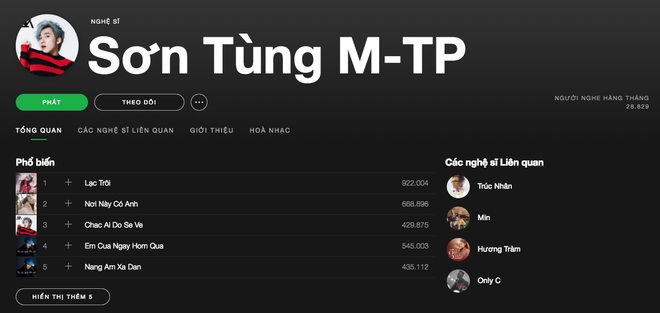 NGHỆ SĨ
Sơn Tùng M-TP
PHÁT
THEO DÕI
NGƯỜI NGHE HÀNG THÁNG
28.829
TỔNG QUAN
CÁC NGHỆ SĨ LIÊN QUAN
GIỚI THIỆU
HOÀ NHẠC
Phổ biến
1 Lạc Trôi 922.004
2 Nơi Này Có Anh 668.896
3 Chac Ai Do Se Ve 429.875
4 Em Cua Ngay Hom Qua 545.003
5 Nang Am Xa Dan 435.112
HIỂN THỊ THÊM 5
Các nghệ sĩ Liên quan
Trúc Nhân
Min
Hương Tràm
Only C